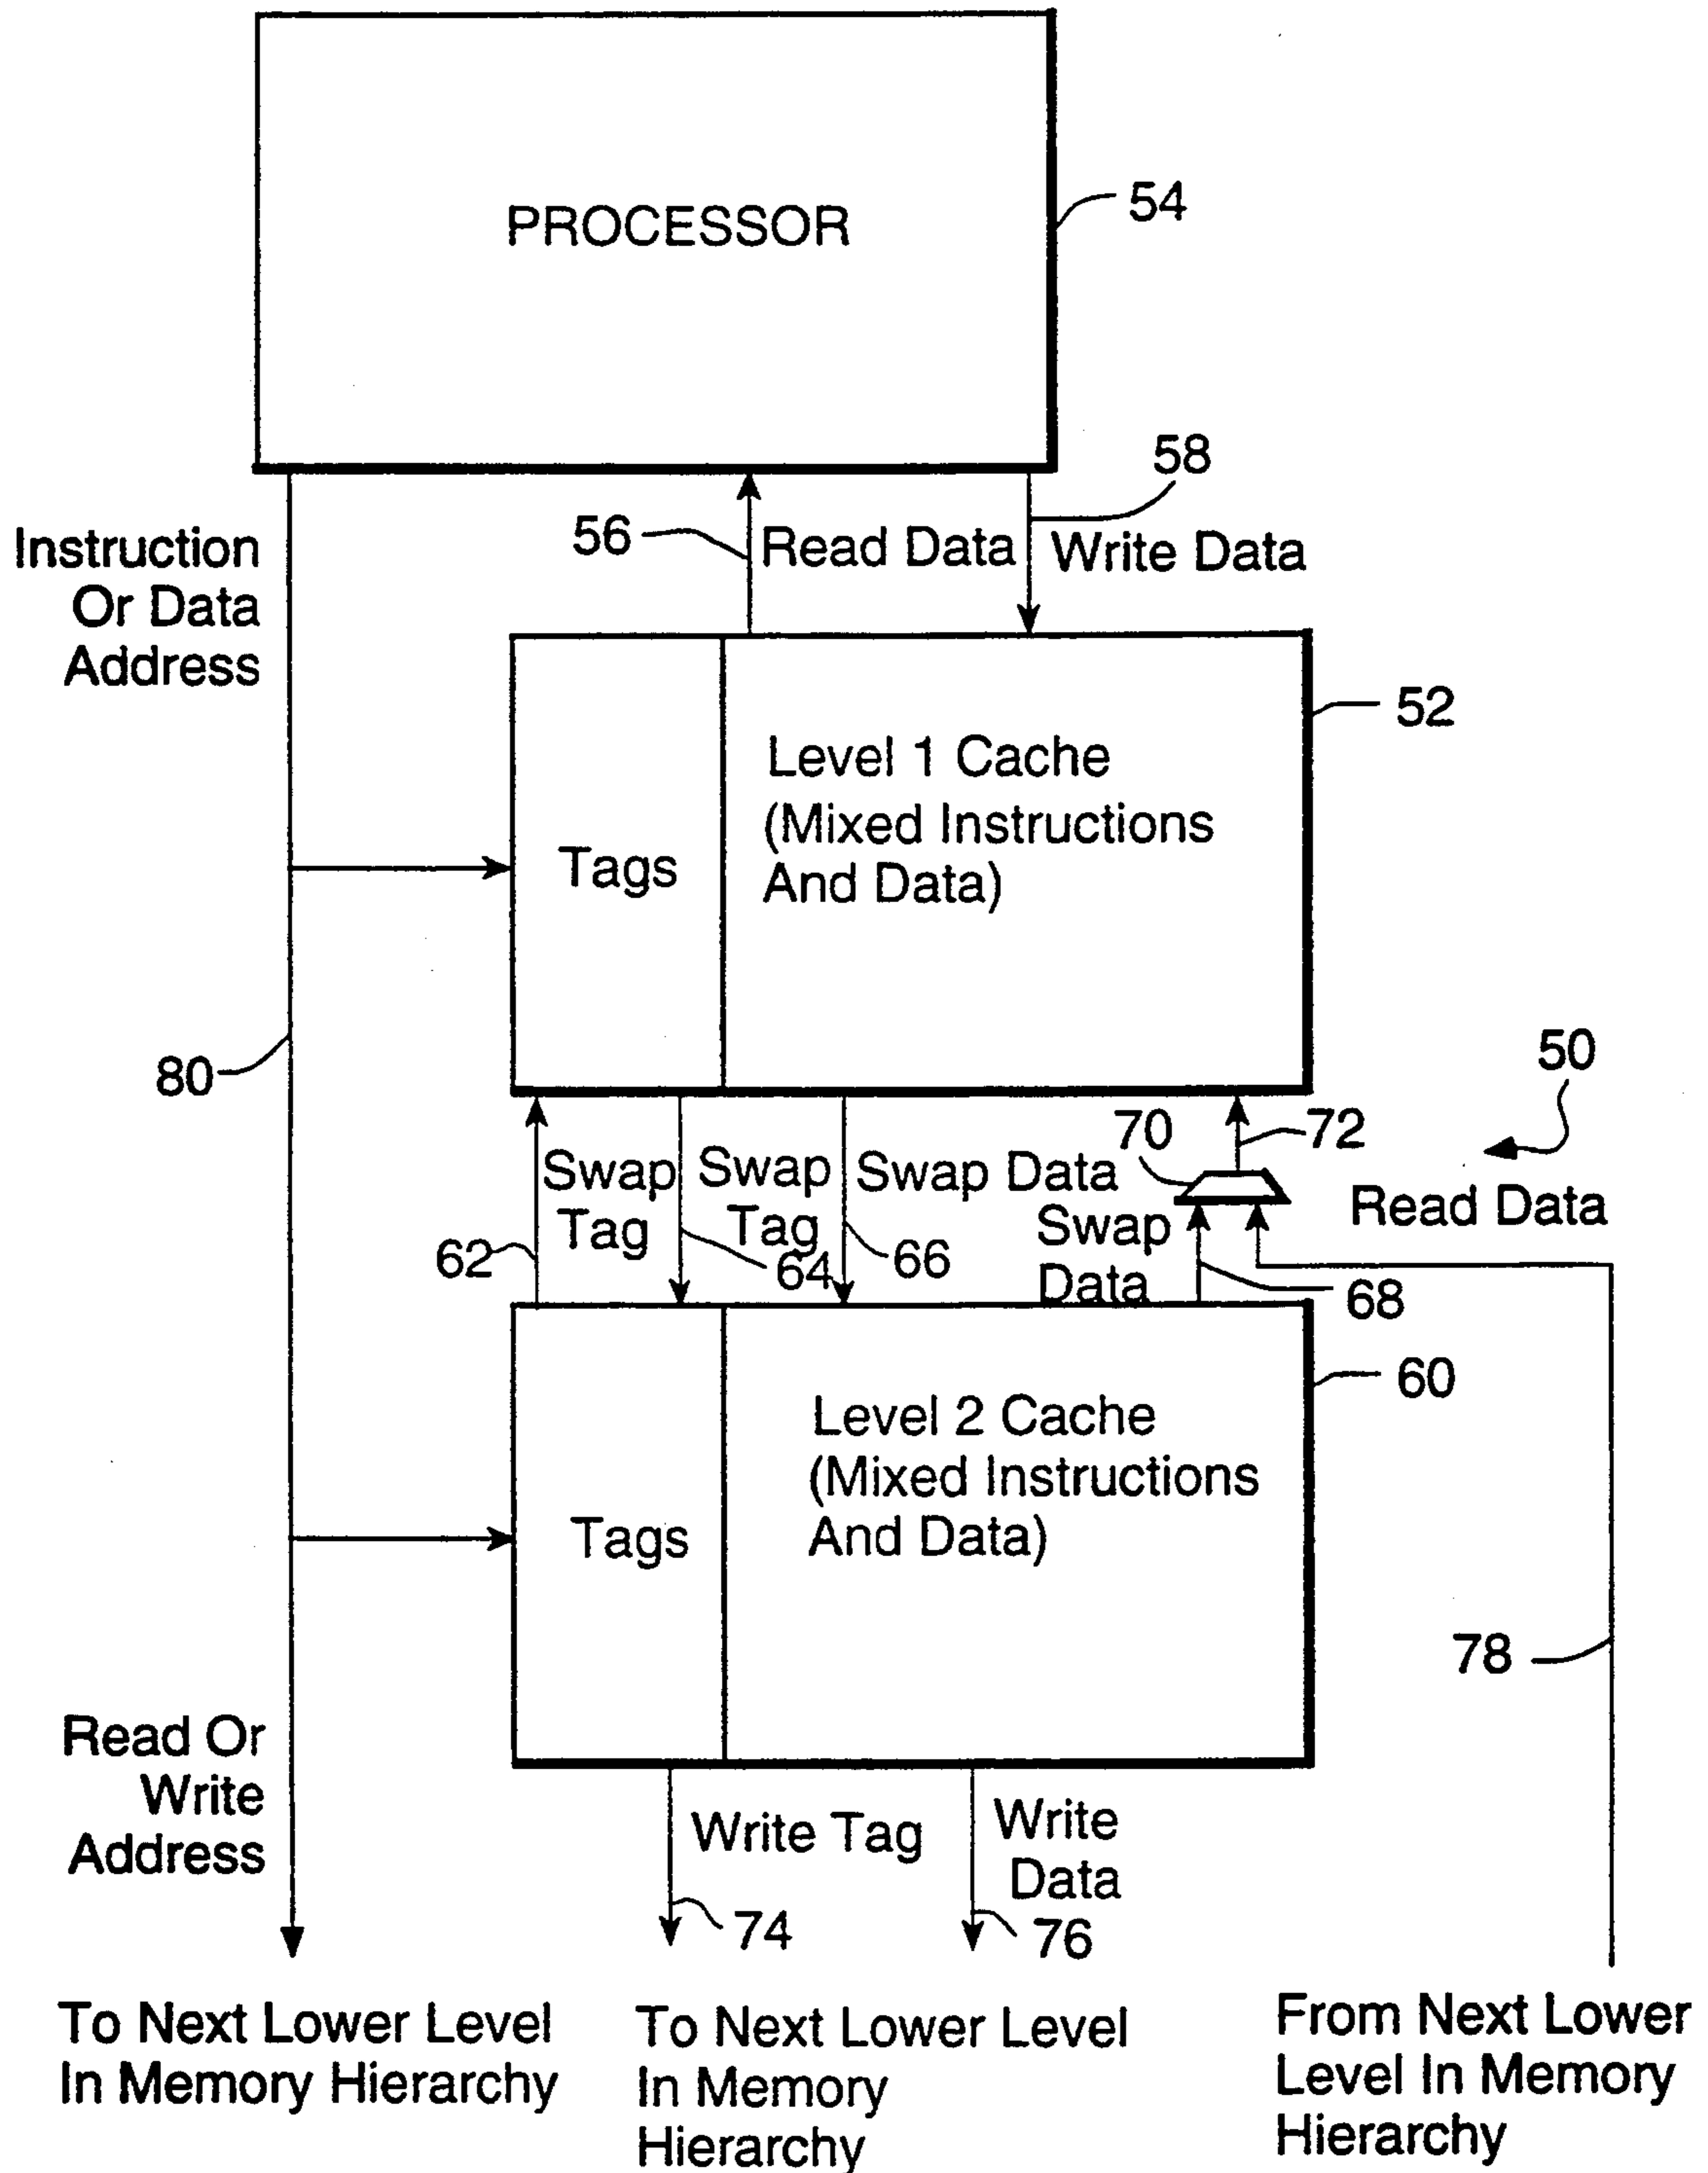 PROCESSOR
54
58
56
Read Data
Write Data
Instruction
Or Data
Address
52
Level 1 Cache
(Mixed Instructions
And Data)
Tags
80
50
70
72
Swap
Tag
Swap
Tag
Swap Data
Swap
Data
Read Data
62
64
66
68
60
Level 2 Cache
(Mixed Instructions
And Data)
Tags
78
Read Or
Write
Address
Write Tag
Write
Data
74
76
To Next Lower Level
In Memory Hierarchy
To Next Lower Level
In Memory
Hierarchy
From Next Lower
Level In Memory
Hierarchy